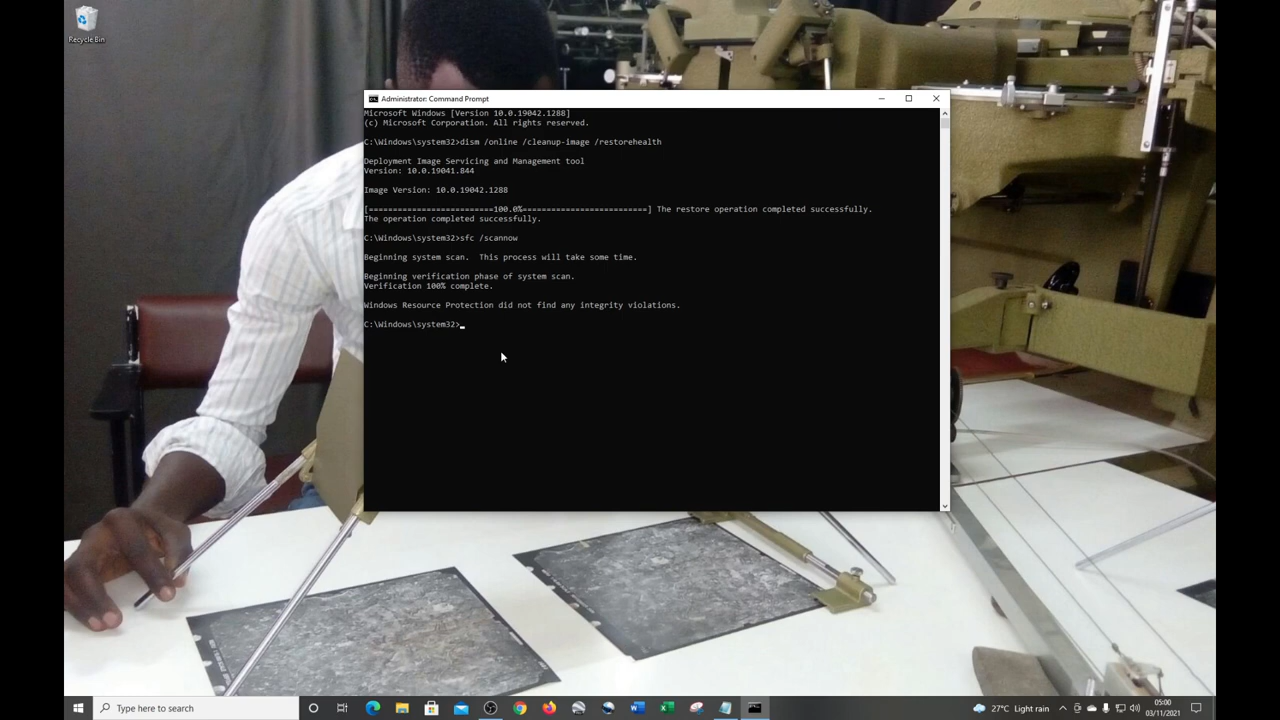 Recycle Bin
Administrator: Command Prompt
Microsoft Windows [Version 10.0.19042.1288]
(c) Microsoft Corporation. All rights reserved.
C:\Windows\system32>dism /online /cleanup-image /restorehealth
Deployment Image Servicing and Management tool
Version: 10.0.19041.844
Image Version: 10.0.19042.1288
[==========================100.0%==========================] The restore operation completed successfully.
The operation completed successfully.
C:\Windows\system32>sfc /scannow
Beginning system scan.  This process will take some time.
Beginning verification phase of system scan.
Verification 100% complete.
Windows Resource Protection did not find any integrity violations.
C:\Windows\system32>
Type here to search
27°C Light rain
05:00
03/11/2021